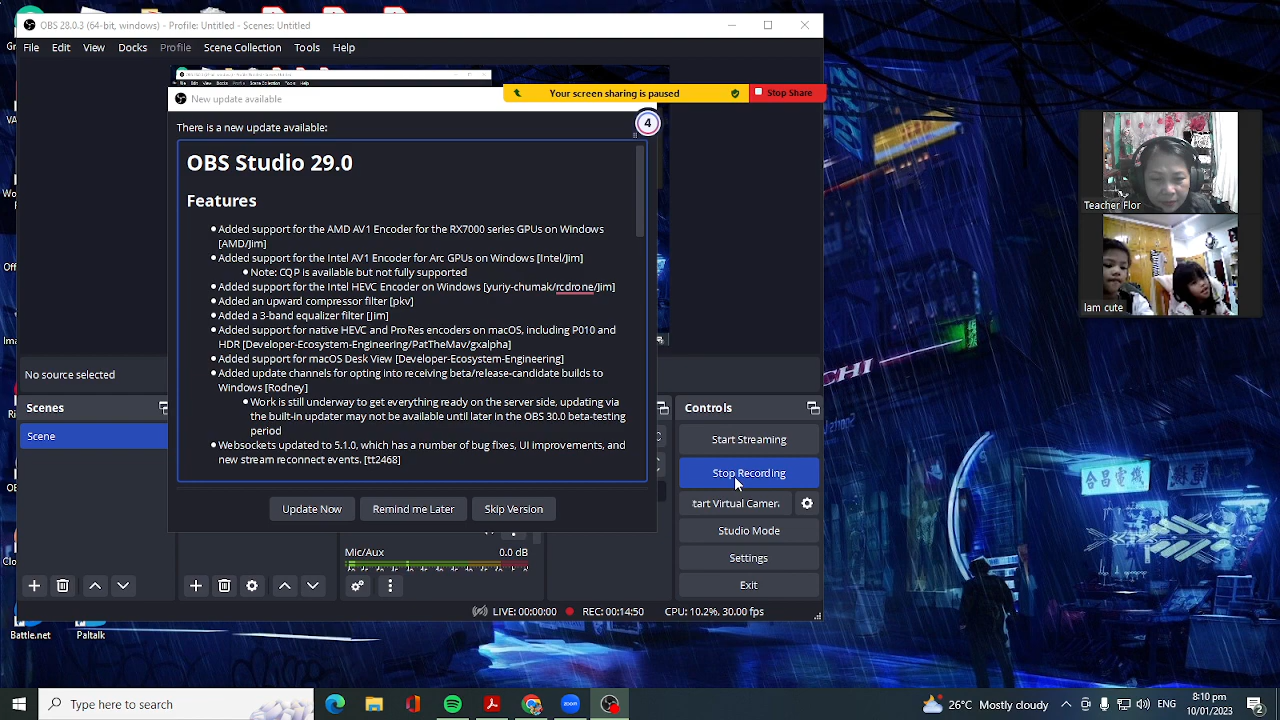 OBS 28.0.3 (64-bit, windows) - Profile: Untitled - Scenes: Untitled
File Edit View Docks Profile Scene Collection Tools Help
New update available
Your screen sharing is paused
Stop Share
There is a new update available:
4
OBS Studio 29.0
Features
Added support for the AMD AV1 Encoder for the RX7000 series GPUs on Windows
[AMD/Jim]
Added support for the Intel AV1 Encoder for Arc GPUs on Windows [Intel/Jim]
Note: CQP is available but not fully supported
Added support for the Intel HEVC Encoder on Windows [yuriy-chumak/rcdrone/Jim]
Added an upward compressor filter [pkv]
Added a 3-band equalizer filter [Jim]
Added support for native HEVC and ProRes encoders on macOS, including P010 and
HDR [Developer-Ecosystem-Engineering/PatTheMav/gxalpha]
Added support for macOS Desk View [Developer-Ecosystem-Engineering]
Added update channels for opting into receiving beta/release-candidate builds to
Windows [Rodney]
Work is still underway to get everything ready on the server side, updating via
the built-in updater may not be available until later in the OBS 30.0 beta-testing
period
Websockets updated to 5.1.0, which has a number of bug fixes, UI improvements, and
new stream reconnect events. [tt2468]
Update Now
Remind me Later
Skip Version
No source selected
Scenes
Scene
Controls
Start Streaming
Stop Recording
tart Virtual Camer
Studio Mode
Settings
Exit
Mic/Aux
0.0 dB
LIVE: 00:00:00
REC: 00:14:50
CPU: 10.2%, 30.00 fps
Teacher Flor
Iam cute
CHI
合昌電機
Battle.net
Paltalk
Type here to search
zoom
26°C Mostly cloudy
ENG
8:10 pm
10/01/2023
2